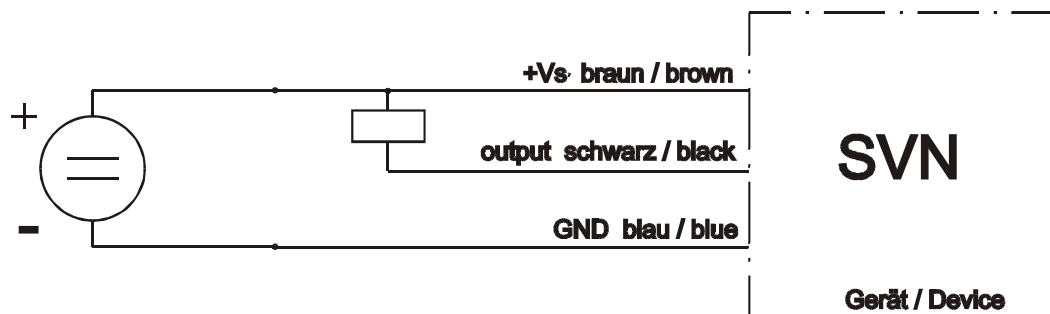 +Vs braun / brown
+
output schwarz / black
SVN
-
GND blau / blue
Gerät / Device